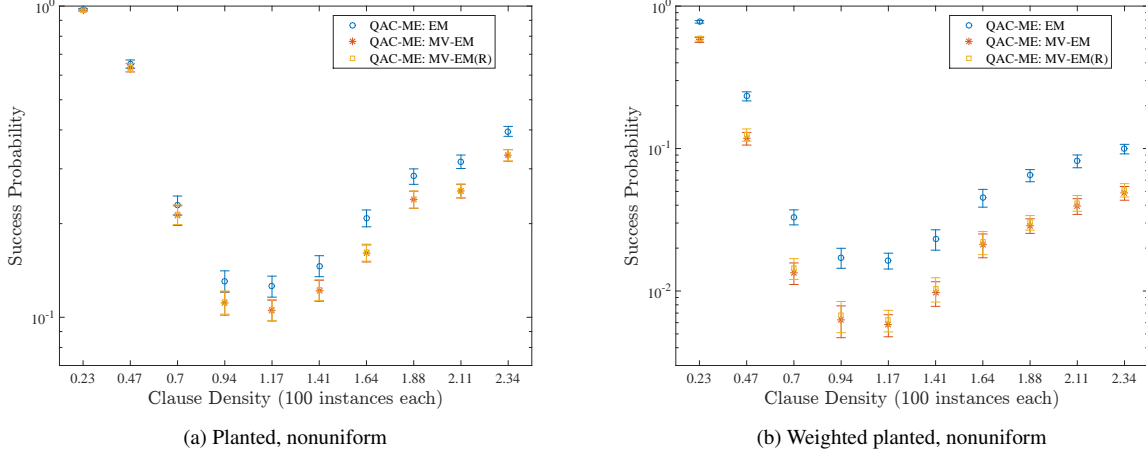 10^0
10^-1
Success Probability
QAC-ME: EM
QAC-ME: MV-EM
QAC-ME: MV-EM(R)
0.23 0.47 0.7 0.94 1.17 1.41 1.64 1.88 2.11 2.34
Clause Density (100 instances each)
(a) Planted, nonuniform
10^0
10^-1
10^-2
Success Probability
QAC-ME: EM
QAC-ME: MV-EM
QAC-ME: MV-EM(R)
0.23 0.47 0.7 0.94 1.17 1.41 1.64 1.88 2.11 2.34
Clause Density (100 instances each)
(b) Weighted planted, nonuniform